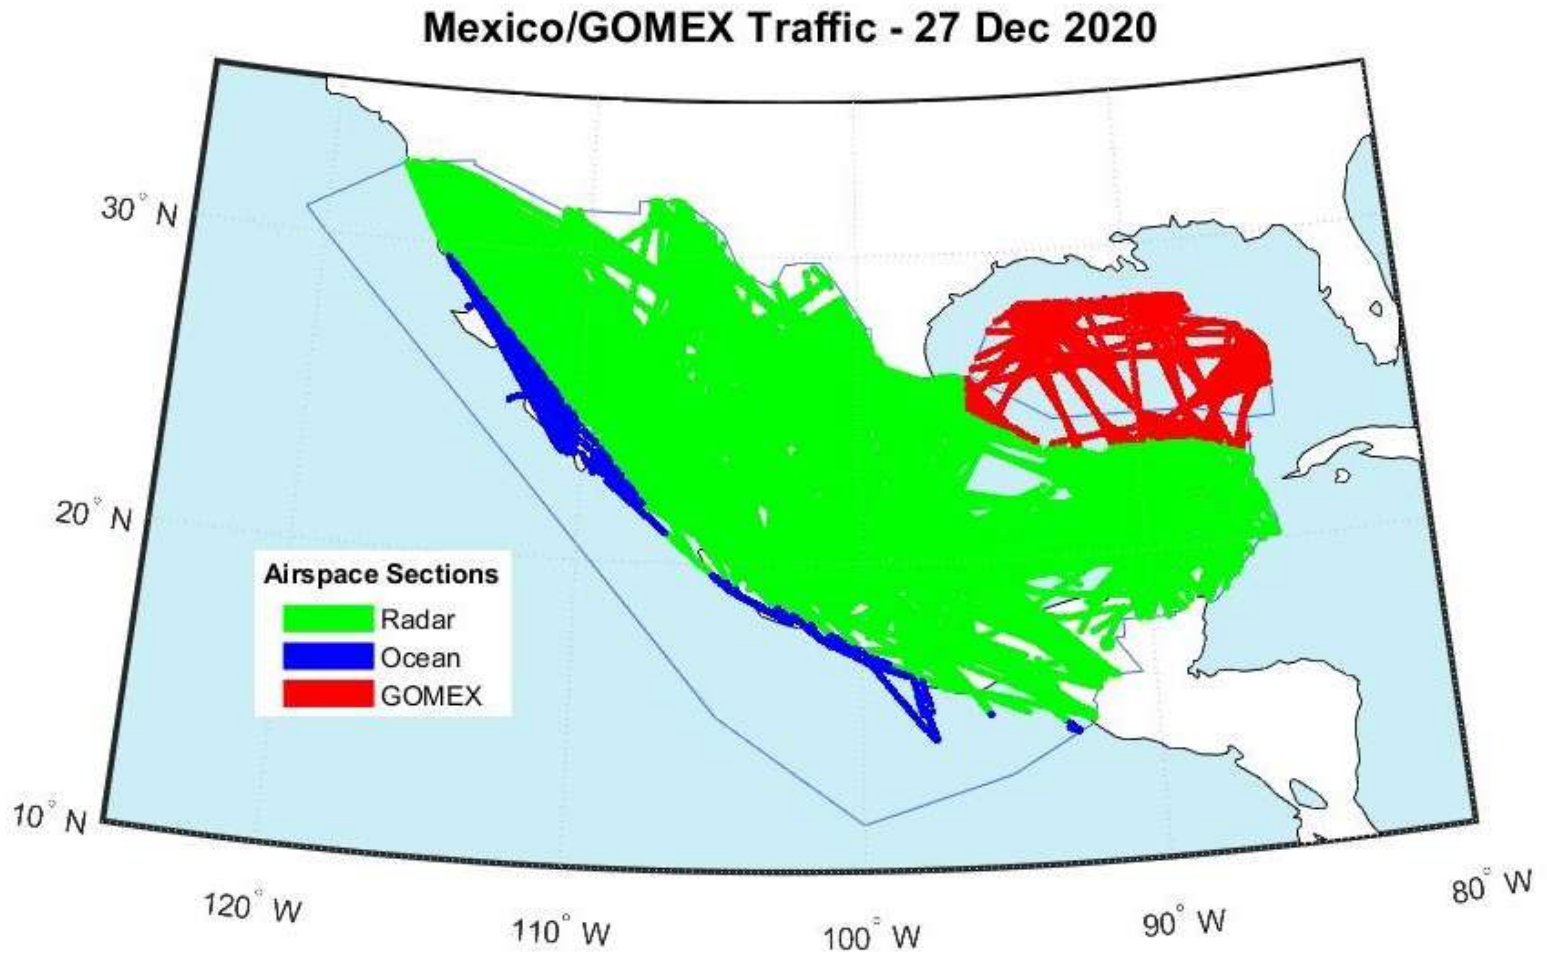 Mexico/GOMEX Traffic - 27 Dec 2020
30° N
20° N
Airspace Sections
Radar
Ocean
GOMEX
10° N
120° W
110° W
100° W
90° W
80° W